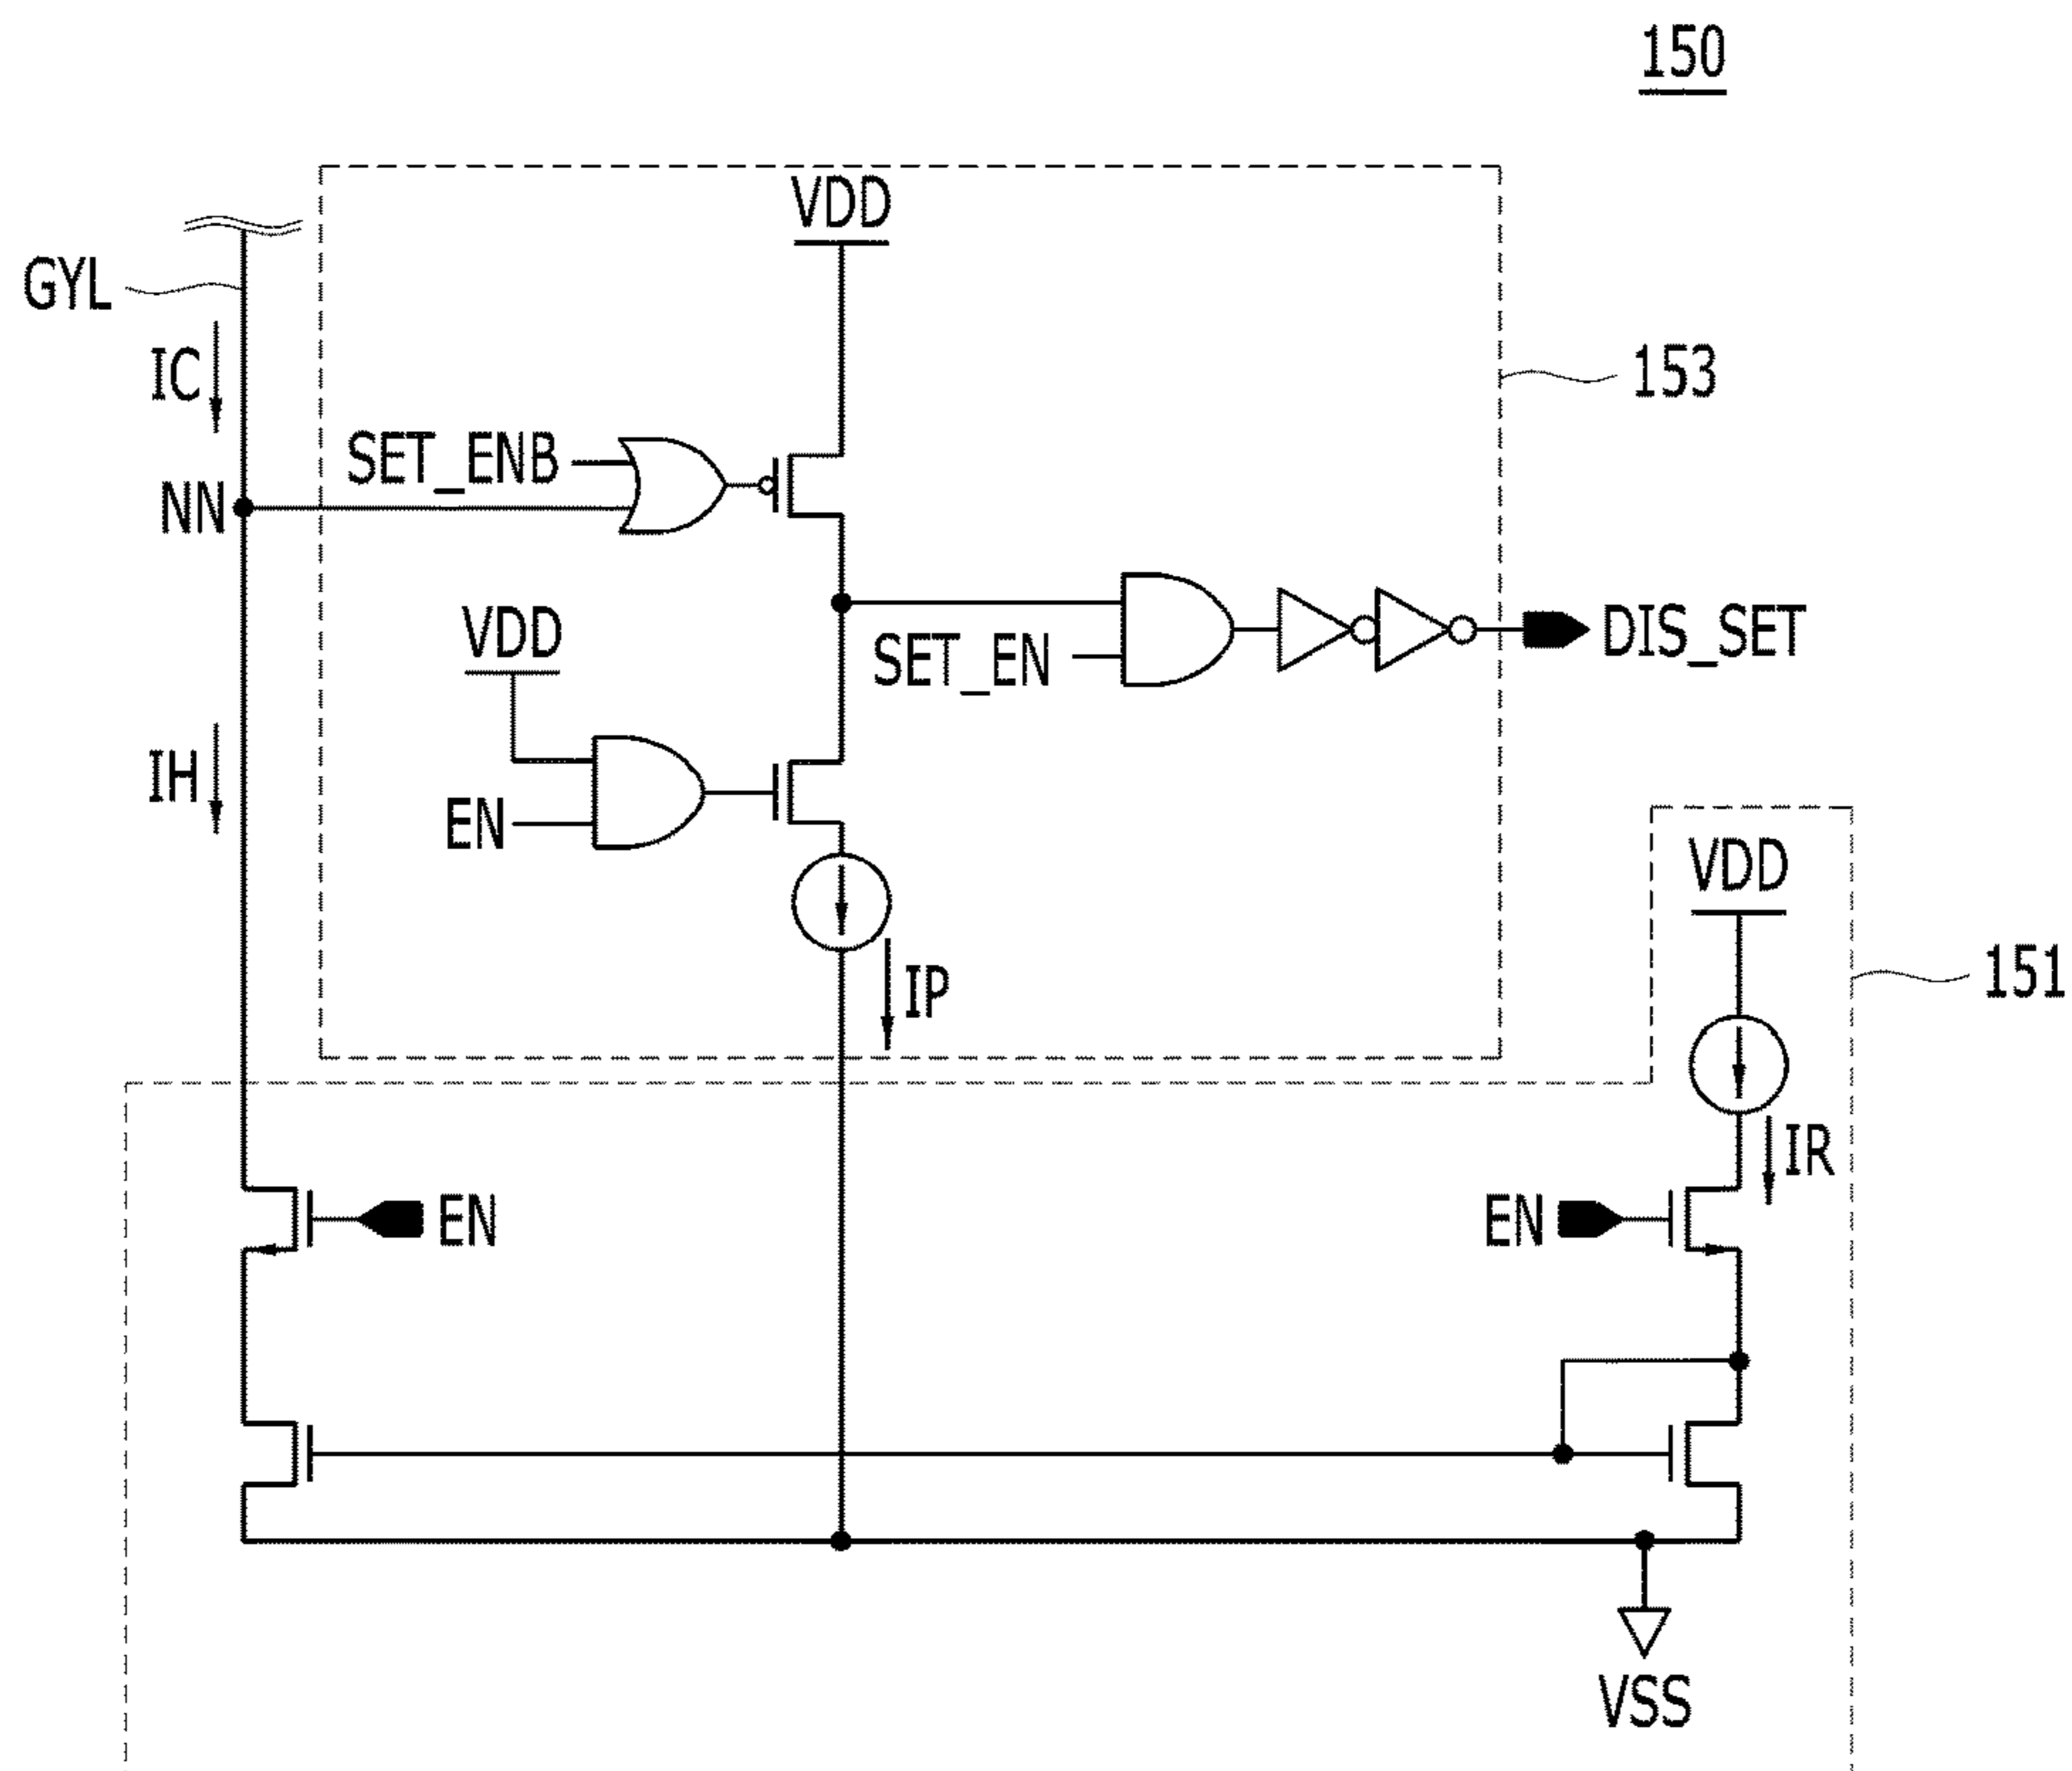 150
VDD
GYL
IC
153
SET_ENB
NN
VDD
SET_EN
DIS_SET
IH
EN
VDD
151
IP
IR
EN
EN
VSS